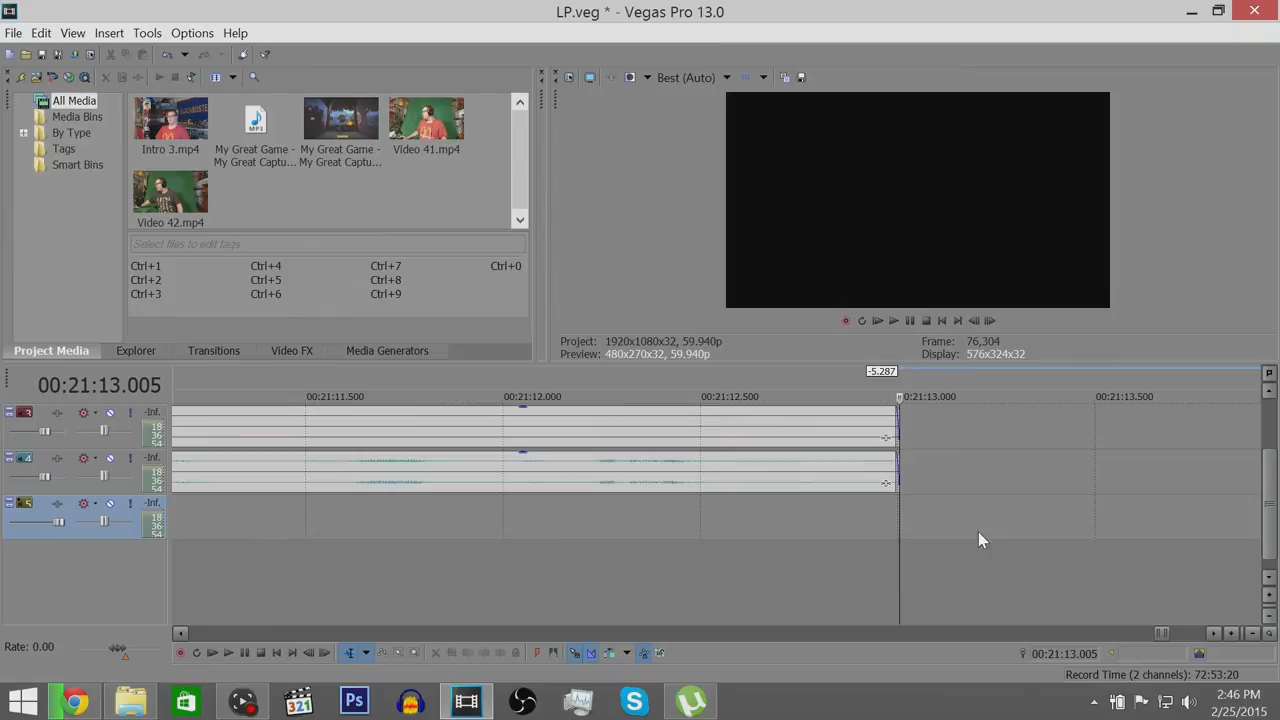 LP.veg * - Vegas Pro 13.0
File Edit View Insert Tools Options Help
Best (Auto)
All Media
Media Bins
By Type
Tags
Smart Bins
Intro 3.mp4
My Great Game -
My Great Captu...
My Great Game -
My Great Captu...
Video 41.mp4
Video 42.mp4
MP3
Select files to edit tags
Ctrl+1 Ctrl+4 Ctrl+7 Ctrl+0
Ctrl+2 Ctrl+5 Ctrl+8
Ctrl+3 Ctrl+6 Ctrl+9
Project Media Explorer Transitions Video FX Media Generators
Project: 1920x1080x32, 59.940p
Preview: 480x270x32, 59.940p
Frame: 76,304
Display: 576x324x32
00:21:13.005
-5.287
00:21:11.500 00:21:12.000 00:21:12.500 00:21:13.000 00:21:13.500
3 -Inf.
18
36
54
4 -Inf.
18
36
54
5 -Inf.
18
36
54
Rate: 0.00
00:21:13.005
Record Time (2 channels): 72:53:20
321
Ps
2:46 PM
2/25/2015